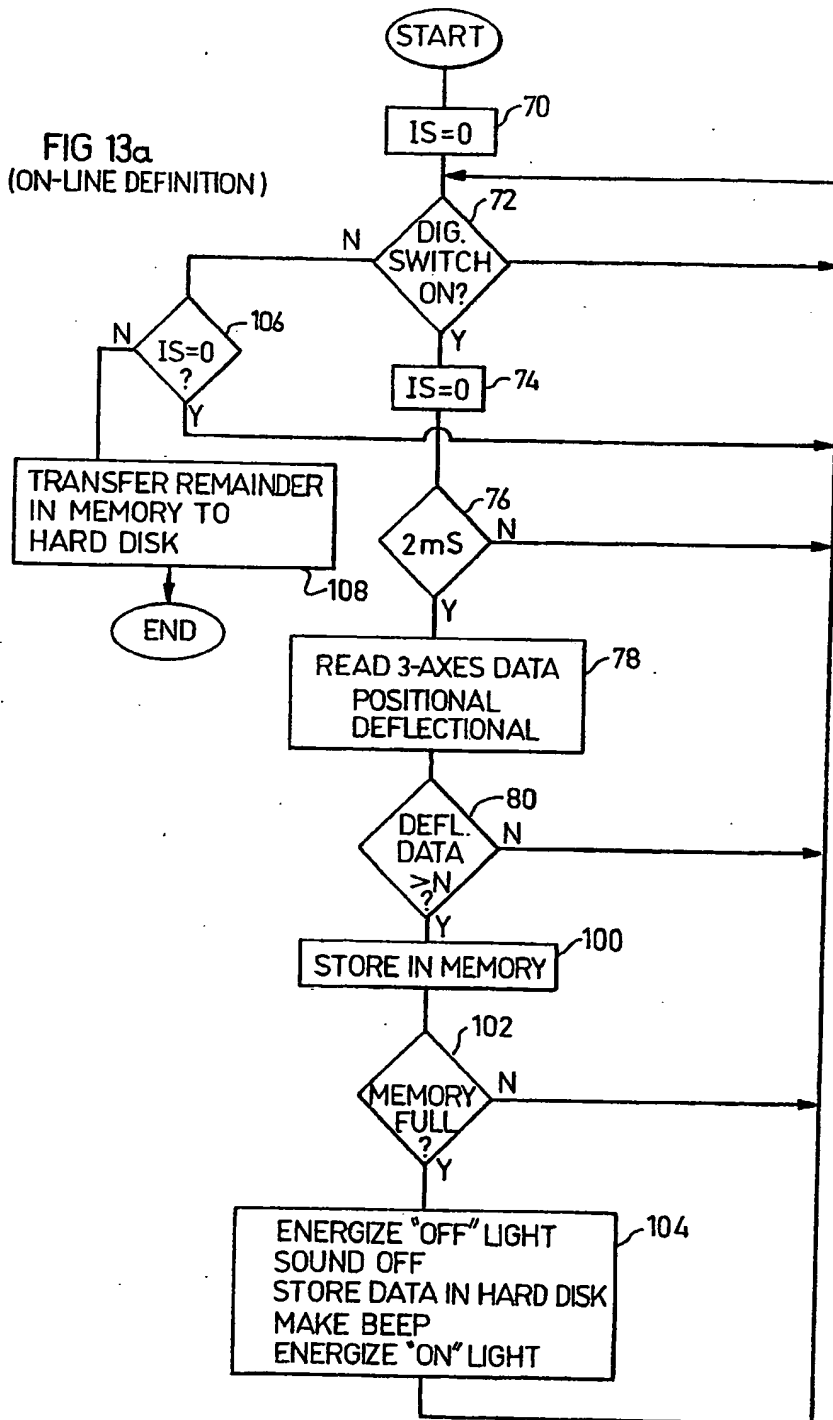 START
70
IS=0
FIG 13a
(ON-LINE DEFINITION)
72
N
DIG.
SWITCH
ON?
106
N
IS=0
?
Y
Y
74
IS=0
76
2mS
N
TRANSFER REMAINDER
IN MEMORY TO
HARD DISK
108
Y
END
78
READ 3-AXES DATA
POSITIONAL
DEFLECTIONAL
80
DEFL.
DATA
>N
?
N
Y
100
STORE IN MEMORY
102
MEMORY
FULL
?
N
Y
104
ENERGIZE "OFF" LIGHT
SOUND OFF
STORE DATA IN HARD DISK
MAKE BEEP
ENERGIZE "ON" LIGHT